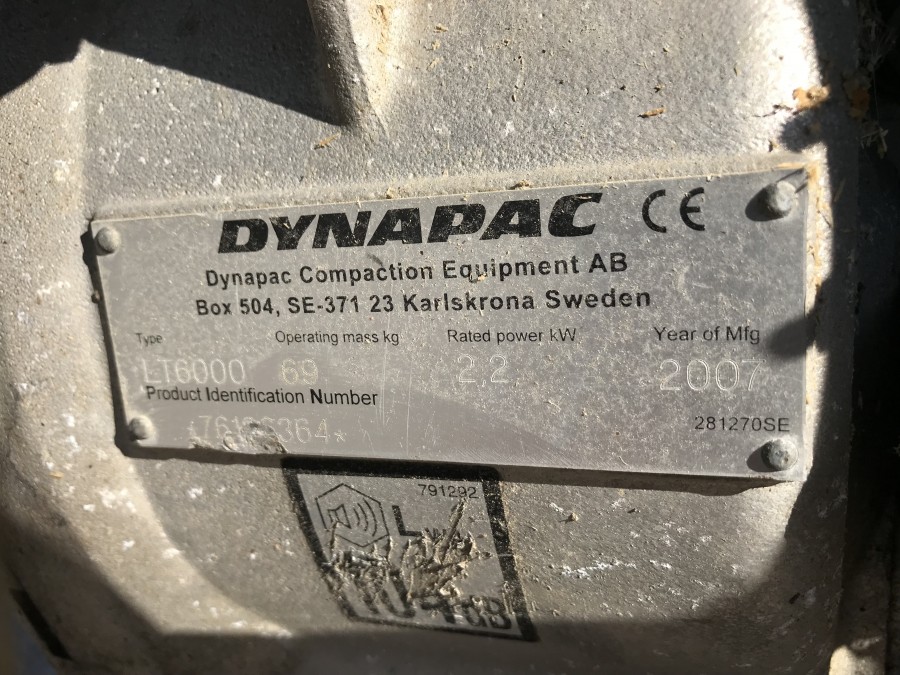 DYNAPAC CE
Dynapac Compaction Equipment AB
Box 504, SE-371 23 Karlskrona Sweden
Type Operating mass kg Rated power kW Year of Mfg
LT6000 69 2,2 2007
Product Identification Number
281270SE
791292